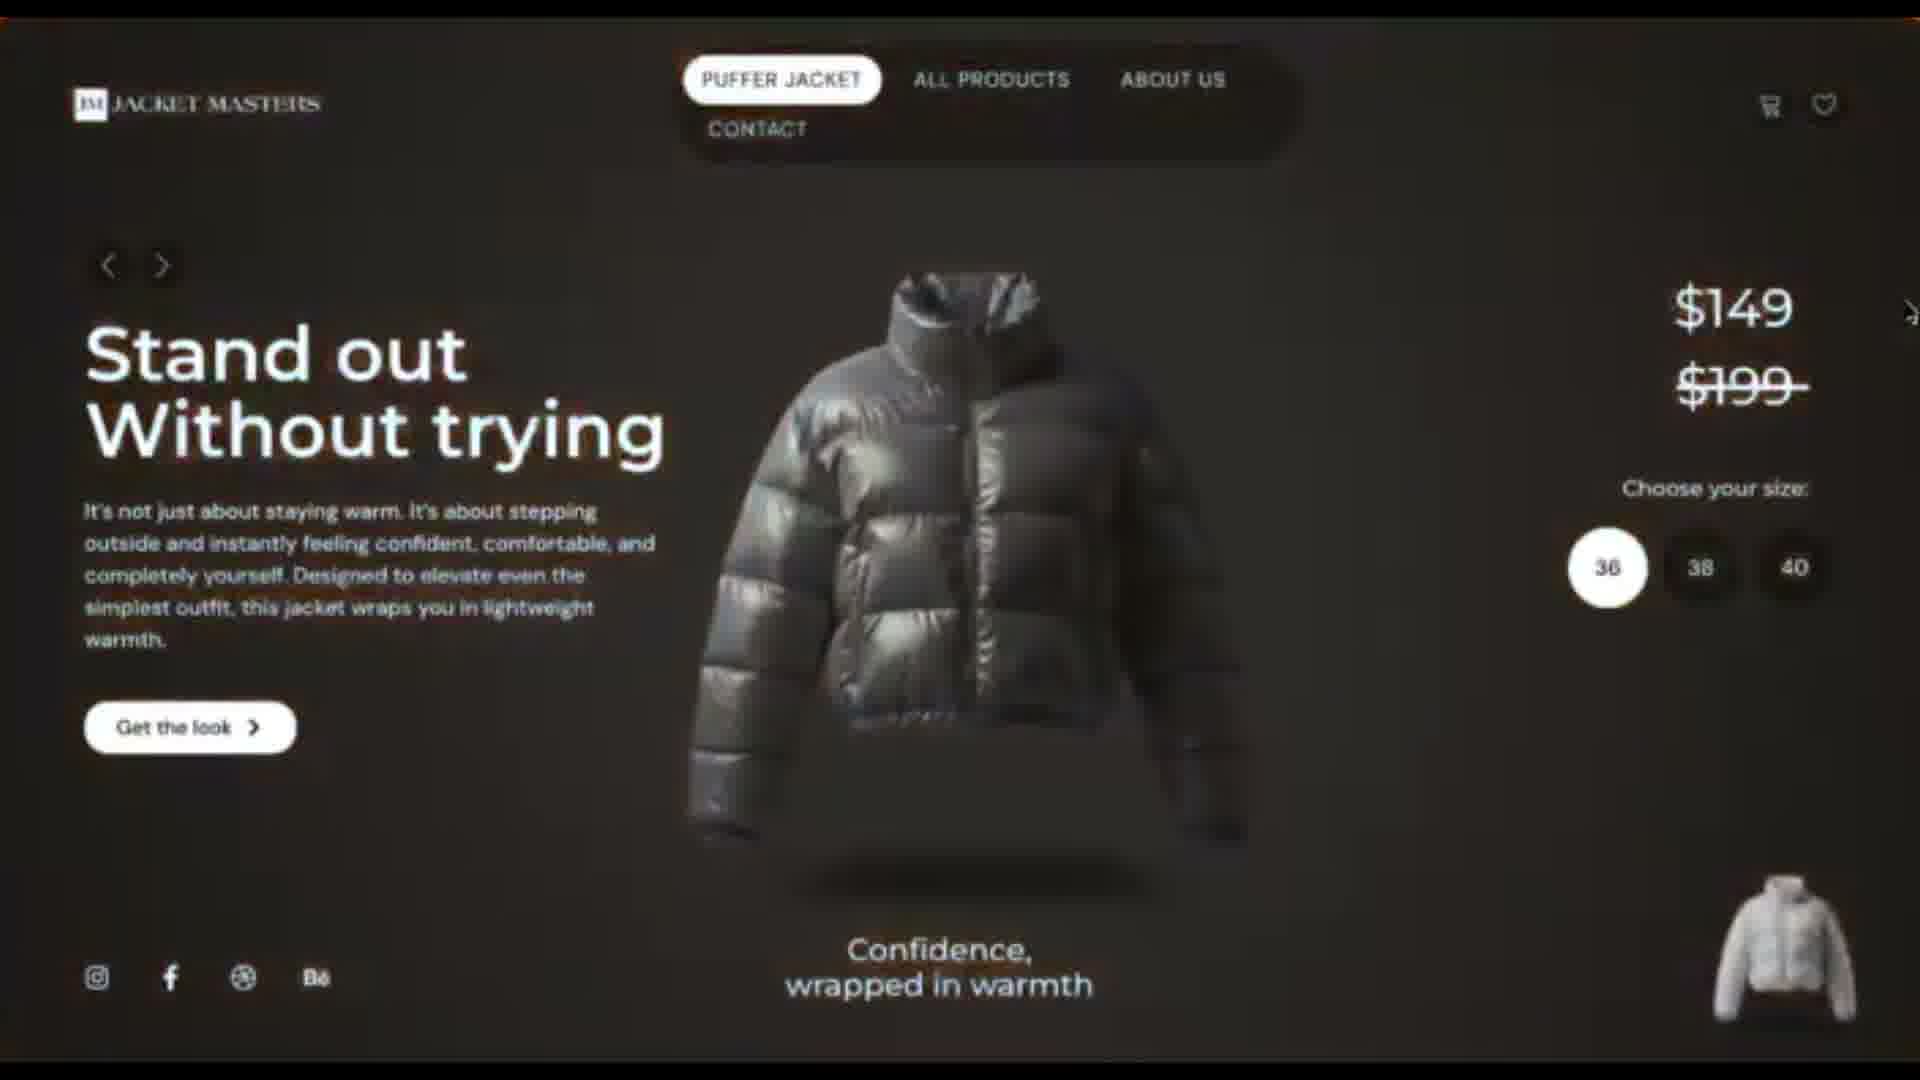 JM JACKET MASTERS
PUFFER JACKET ALL PRODUCTS ABOUT US
CONTACT
Stand out
Without trying
It's not just about staying warm. It's about stepping
outside and instantly feeling confident, comfortable, and
completely yourself. Designed to elevate even the
simplest outfit, this jacket wraps you in lightweight
warmth.
Get the look
$149
$199
Choose your size:
36 38 40
Confidence,
wrapped in warmth
Bē